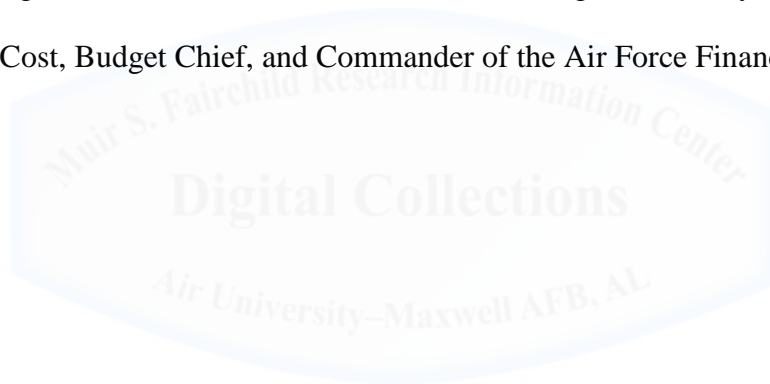 Cost, Budget Chief, and Commander of the Air Force Finan
Muir S. Fairchild Research Information Center
Digital Collections
Air University–Maxwell AFB, AL